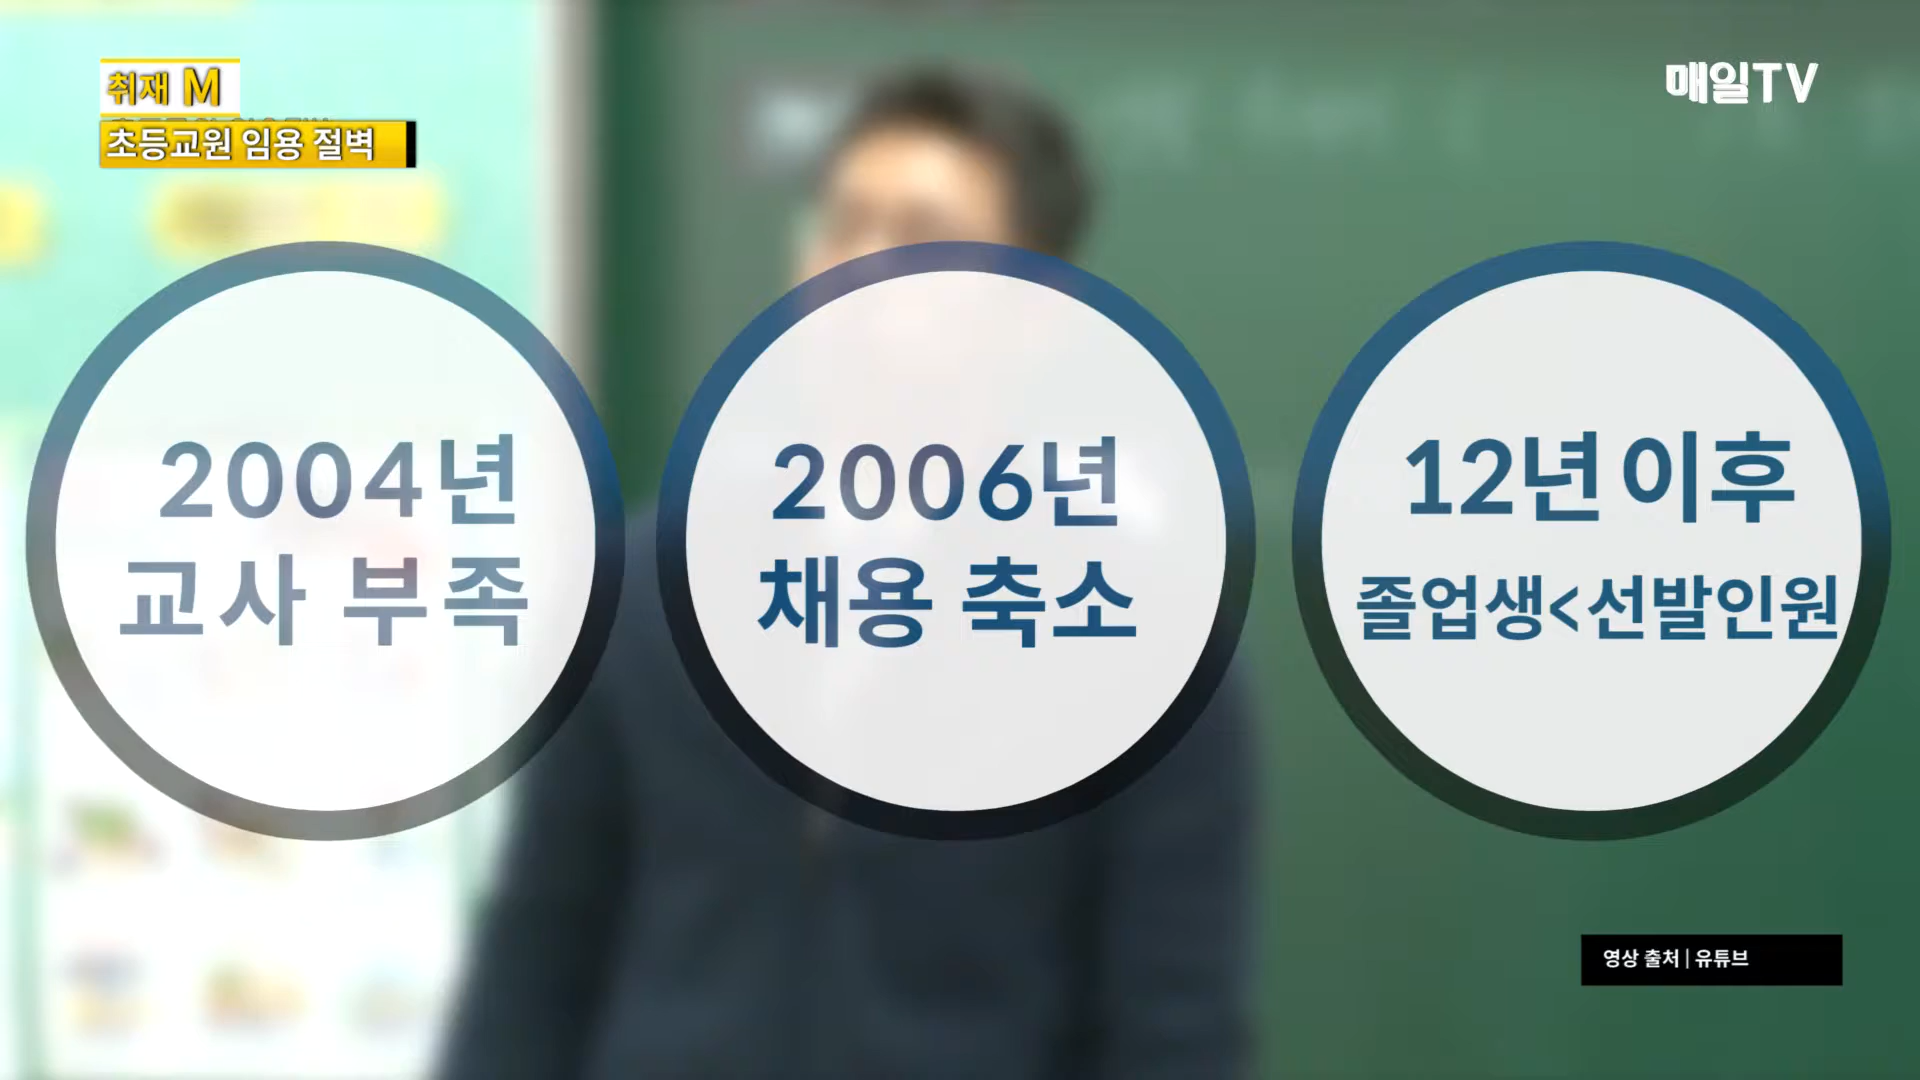 취재 M
초등교원 임용 절벽
매일TV
2004년
교사 부족
2006년
채용 축소
12년 이후
졸업생<선발인원
영상 출처 | 유튜브